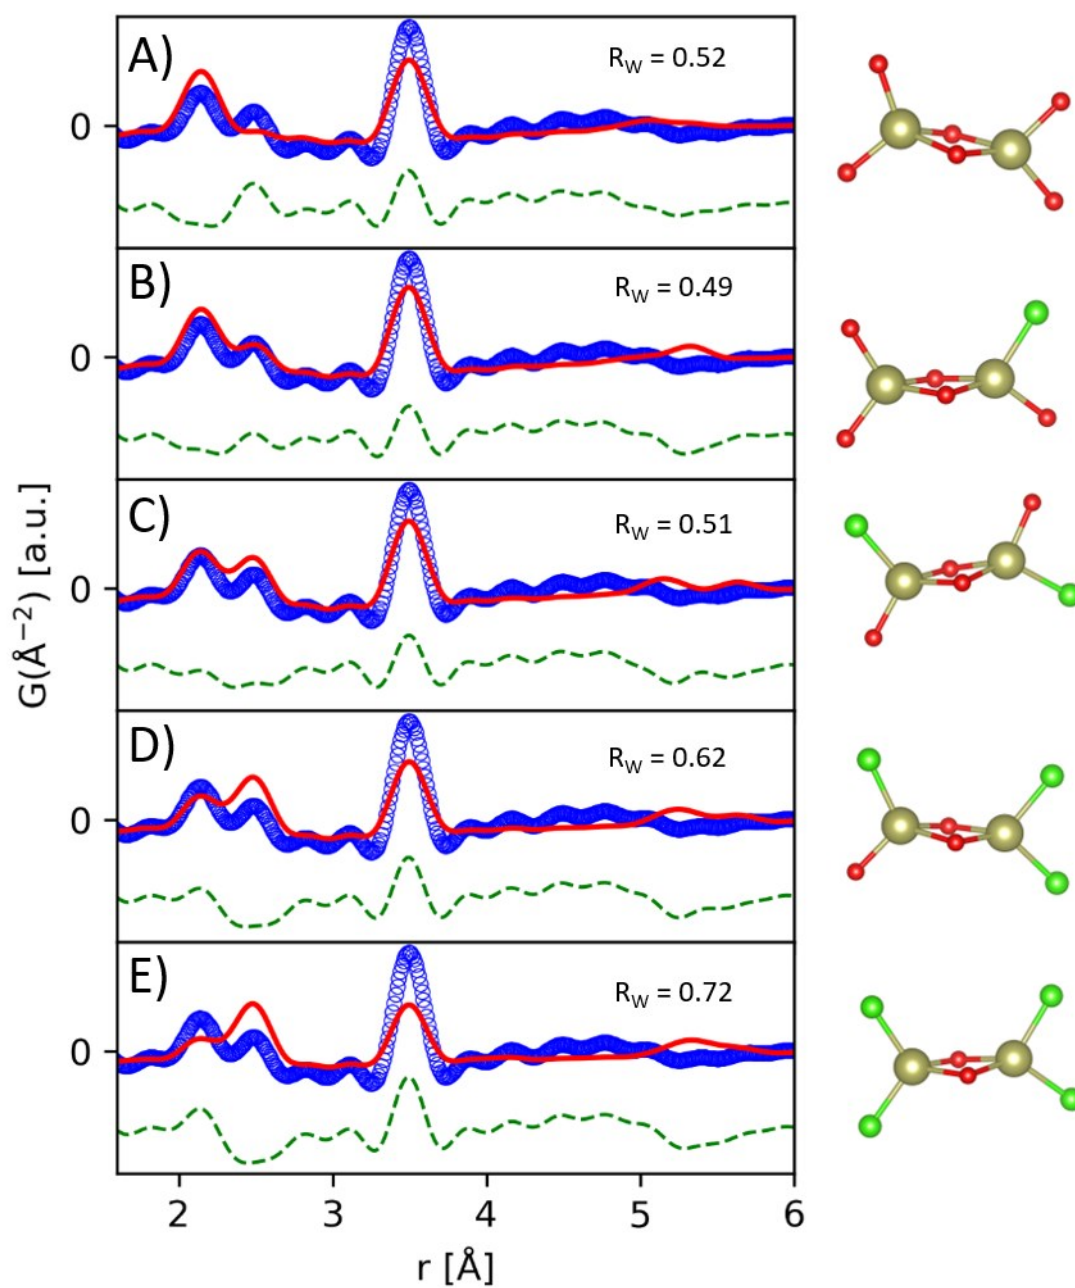 A)
R_W = 0.52
0
B)
R_W = 0.49
0
C)
R_W = 0.51
0
D)
R_W = 0.62
0
E)
R_W = 0.72
0
G(Å⁻²) [a.u.]
2 3 4 5 6
r [Å]